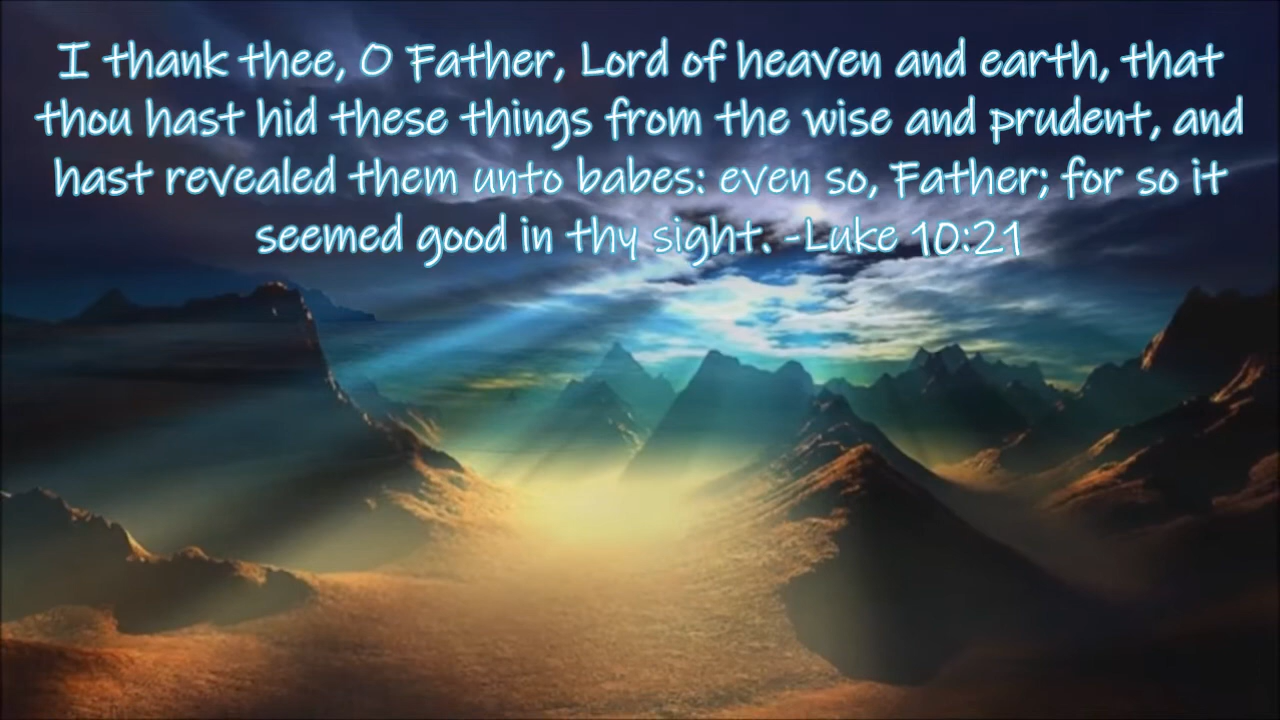 I thank thee, O Father, Lord of heaven and earth, that
thou hast hid these things from the wise and prudent, and
hast revealed them unto babes: even so, Father; for so it
seemed good in thy sight. -Luke 10:21